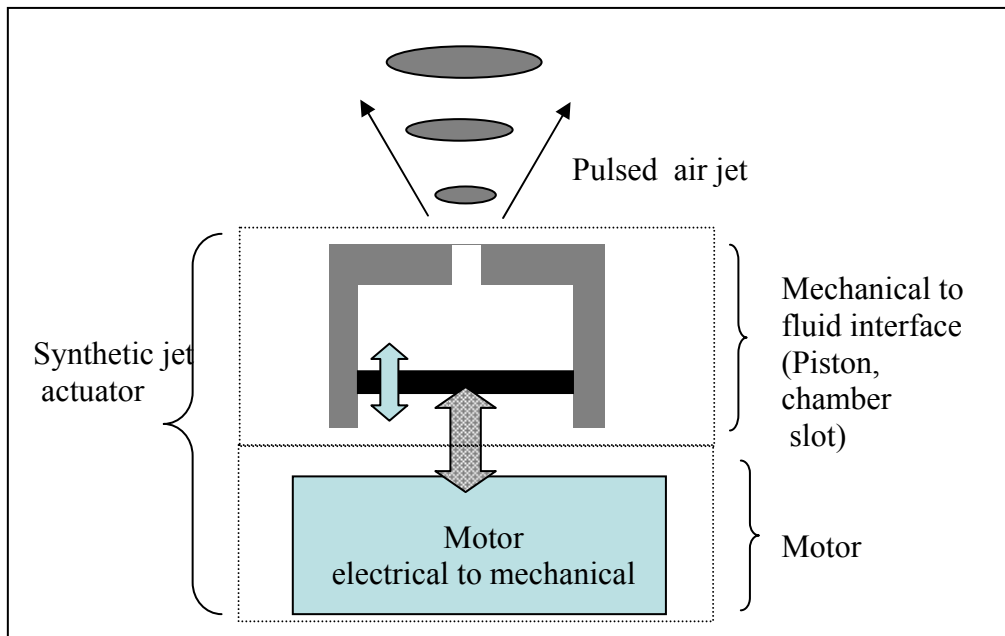 Pulsed air jet
Mechanical to
fluid interface
(Piston,
chamber
slot)
Synthetic jet
actuator
Motor
electrical to mechanical
Motor